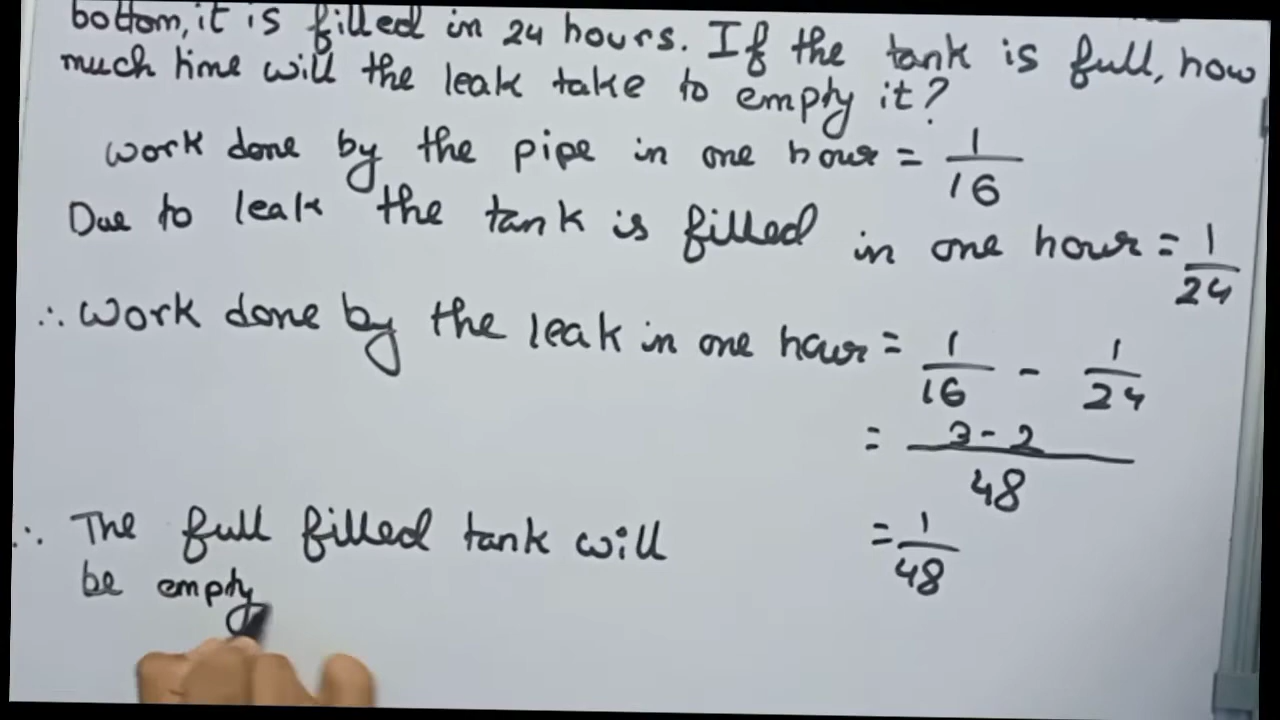 bottom, it is filled in 24 hours. If the tank is full, how
much time will the leak take to empty it?
work done by the pipe in one hour = 1/16
Due to leak the tank is filled in one hour = 1/24
∴ Work done by the leak in one hour = 1/16 - 1/24
= 3-2/48
= 1/48
∴ The full filled tank will
be empty